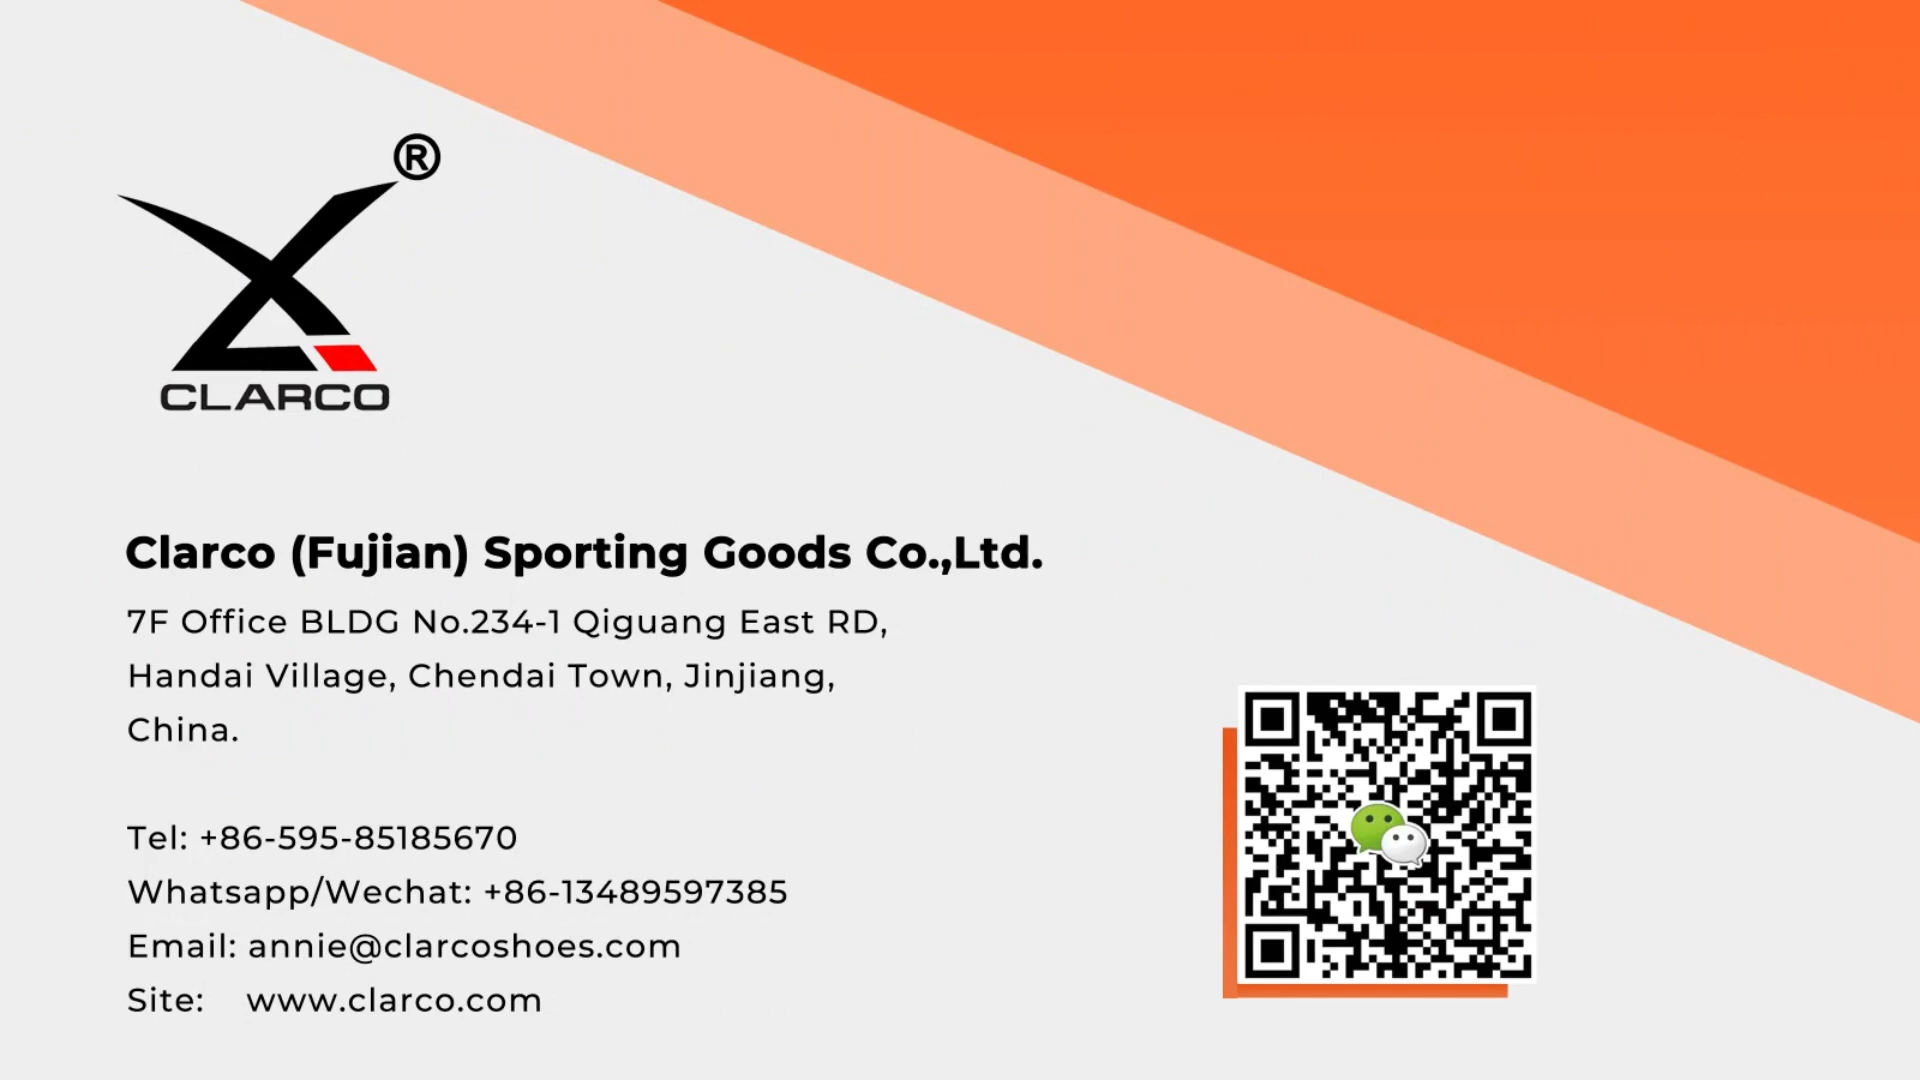 ®
CLARCO
Clarco (Fujian) Sporting Goods Co.,Ltd.
7F Office BLDG No.234-1 Qiguang East RD,
Handai Village, Chendai Town, Jinjiang,
China.
Tel: +86-595-85185670
Whatsapp/Wechat: +86-13489597385
Email: annie@clarcoshoes.com
Site: www.clarco.com